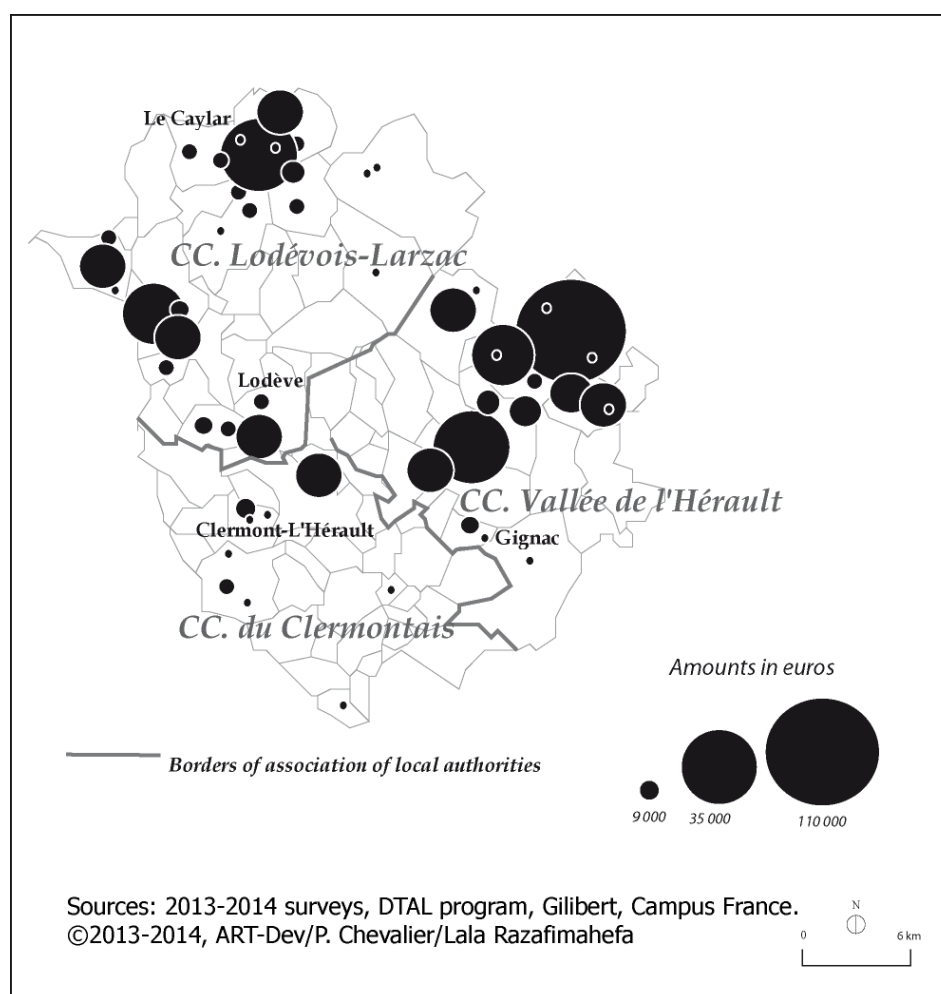 Le Caylar
CC. Lodévois-Larzac
Lodève
CC. Vallée de l'Hérault
Clermont-L'Hérault
Gignac
CC. du Clermontais
Amounts in euros
Borders of association of local authorities
9 000
35 000
110 000
Sources: 2013-2014 surveys, DTAL program, Gilibert, Campus France.
©2013-2014, ART-Dev/P. Chevalier/Lala Razafimahefa
N
0
6 km